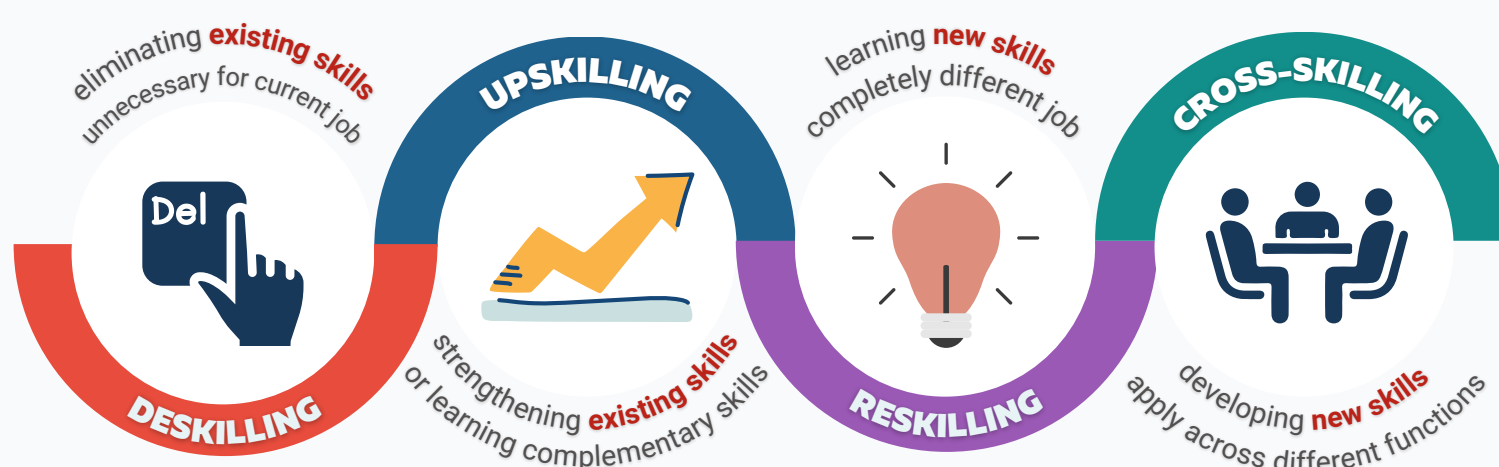 eliminating existing skills
unnecessary for current job
Del
DESKILLING
UPSKILLING
strengthening existing skills
or learning complementary skills
learning new skills
completely different job
RESKILLING
CROSS-SKILLING
developing new skills
apply across different functions